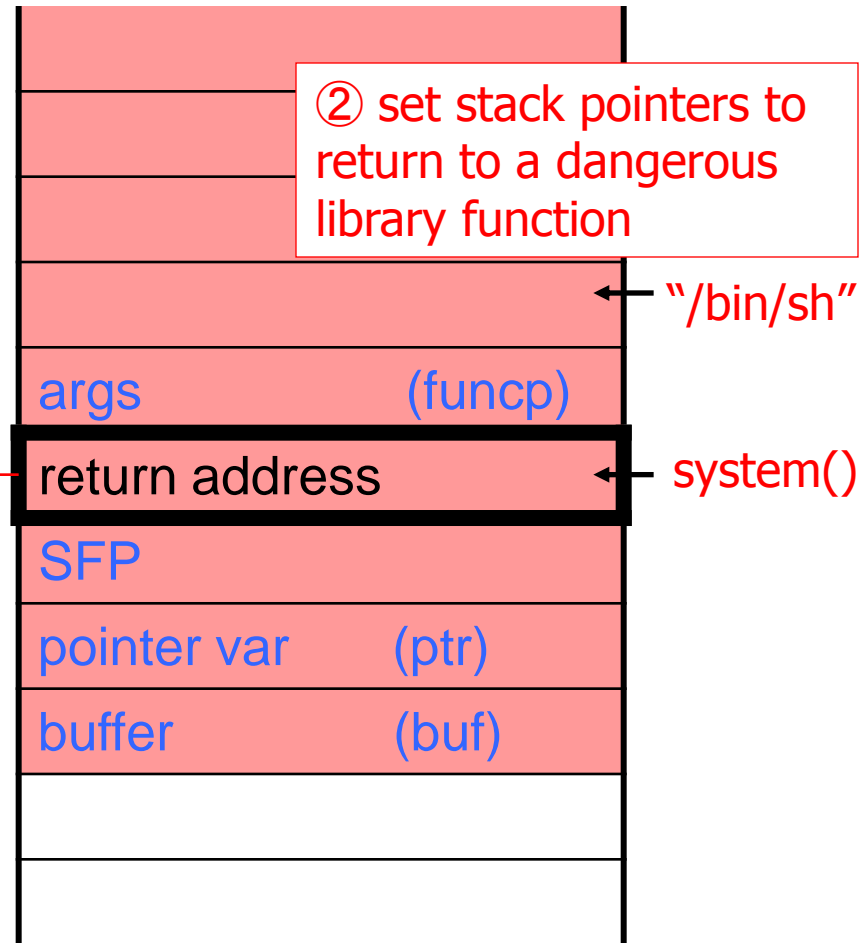 ② set stack pointers to
return to a dangerous
library function
“/bin/sh”
args (funcp)
return address
system()
SFP
pointer var (ptr)
buffer (buf)